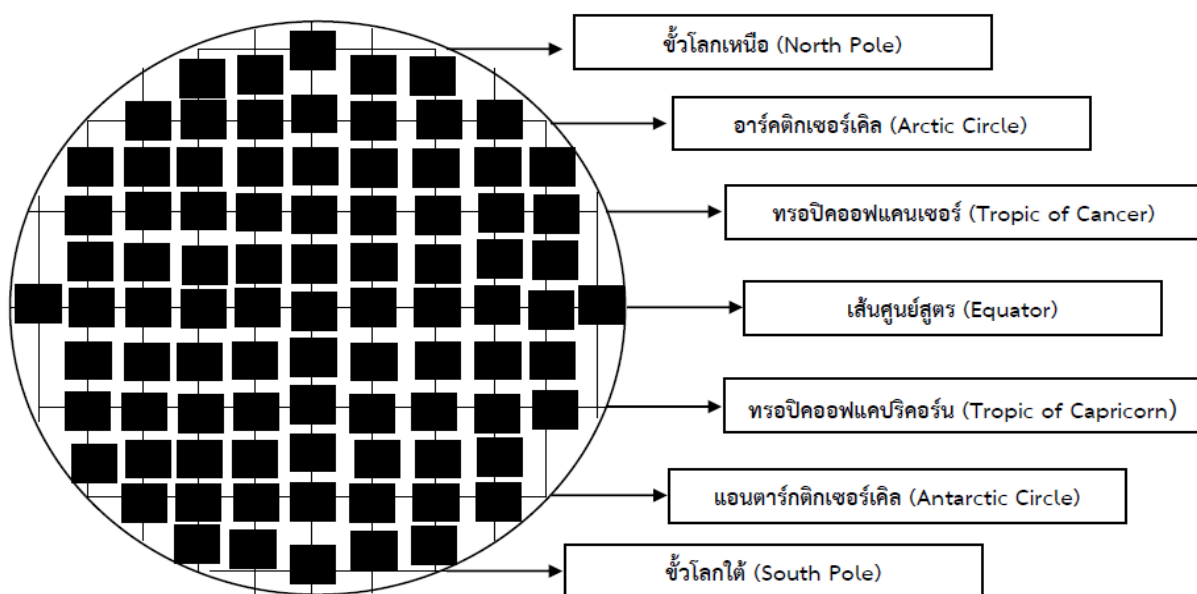 ขั้วโลกเหนือ (North Pole)
อาร์คติกเซอร์เคิล (Arctic Circle)
ทรอปิคออฟแคนเซอร์ (Tropic of Cancer)
เส้นศูนย์สูตร (Equator)
ทรอปิคออฟแคปริคอร์น (Tropic of Capricorn)
แอนตาร์กติกเซอร์เคิล (Antarctic Circle)
ขั้วโลกใต้ (South Pole)